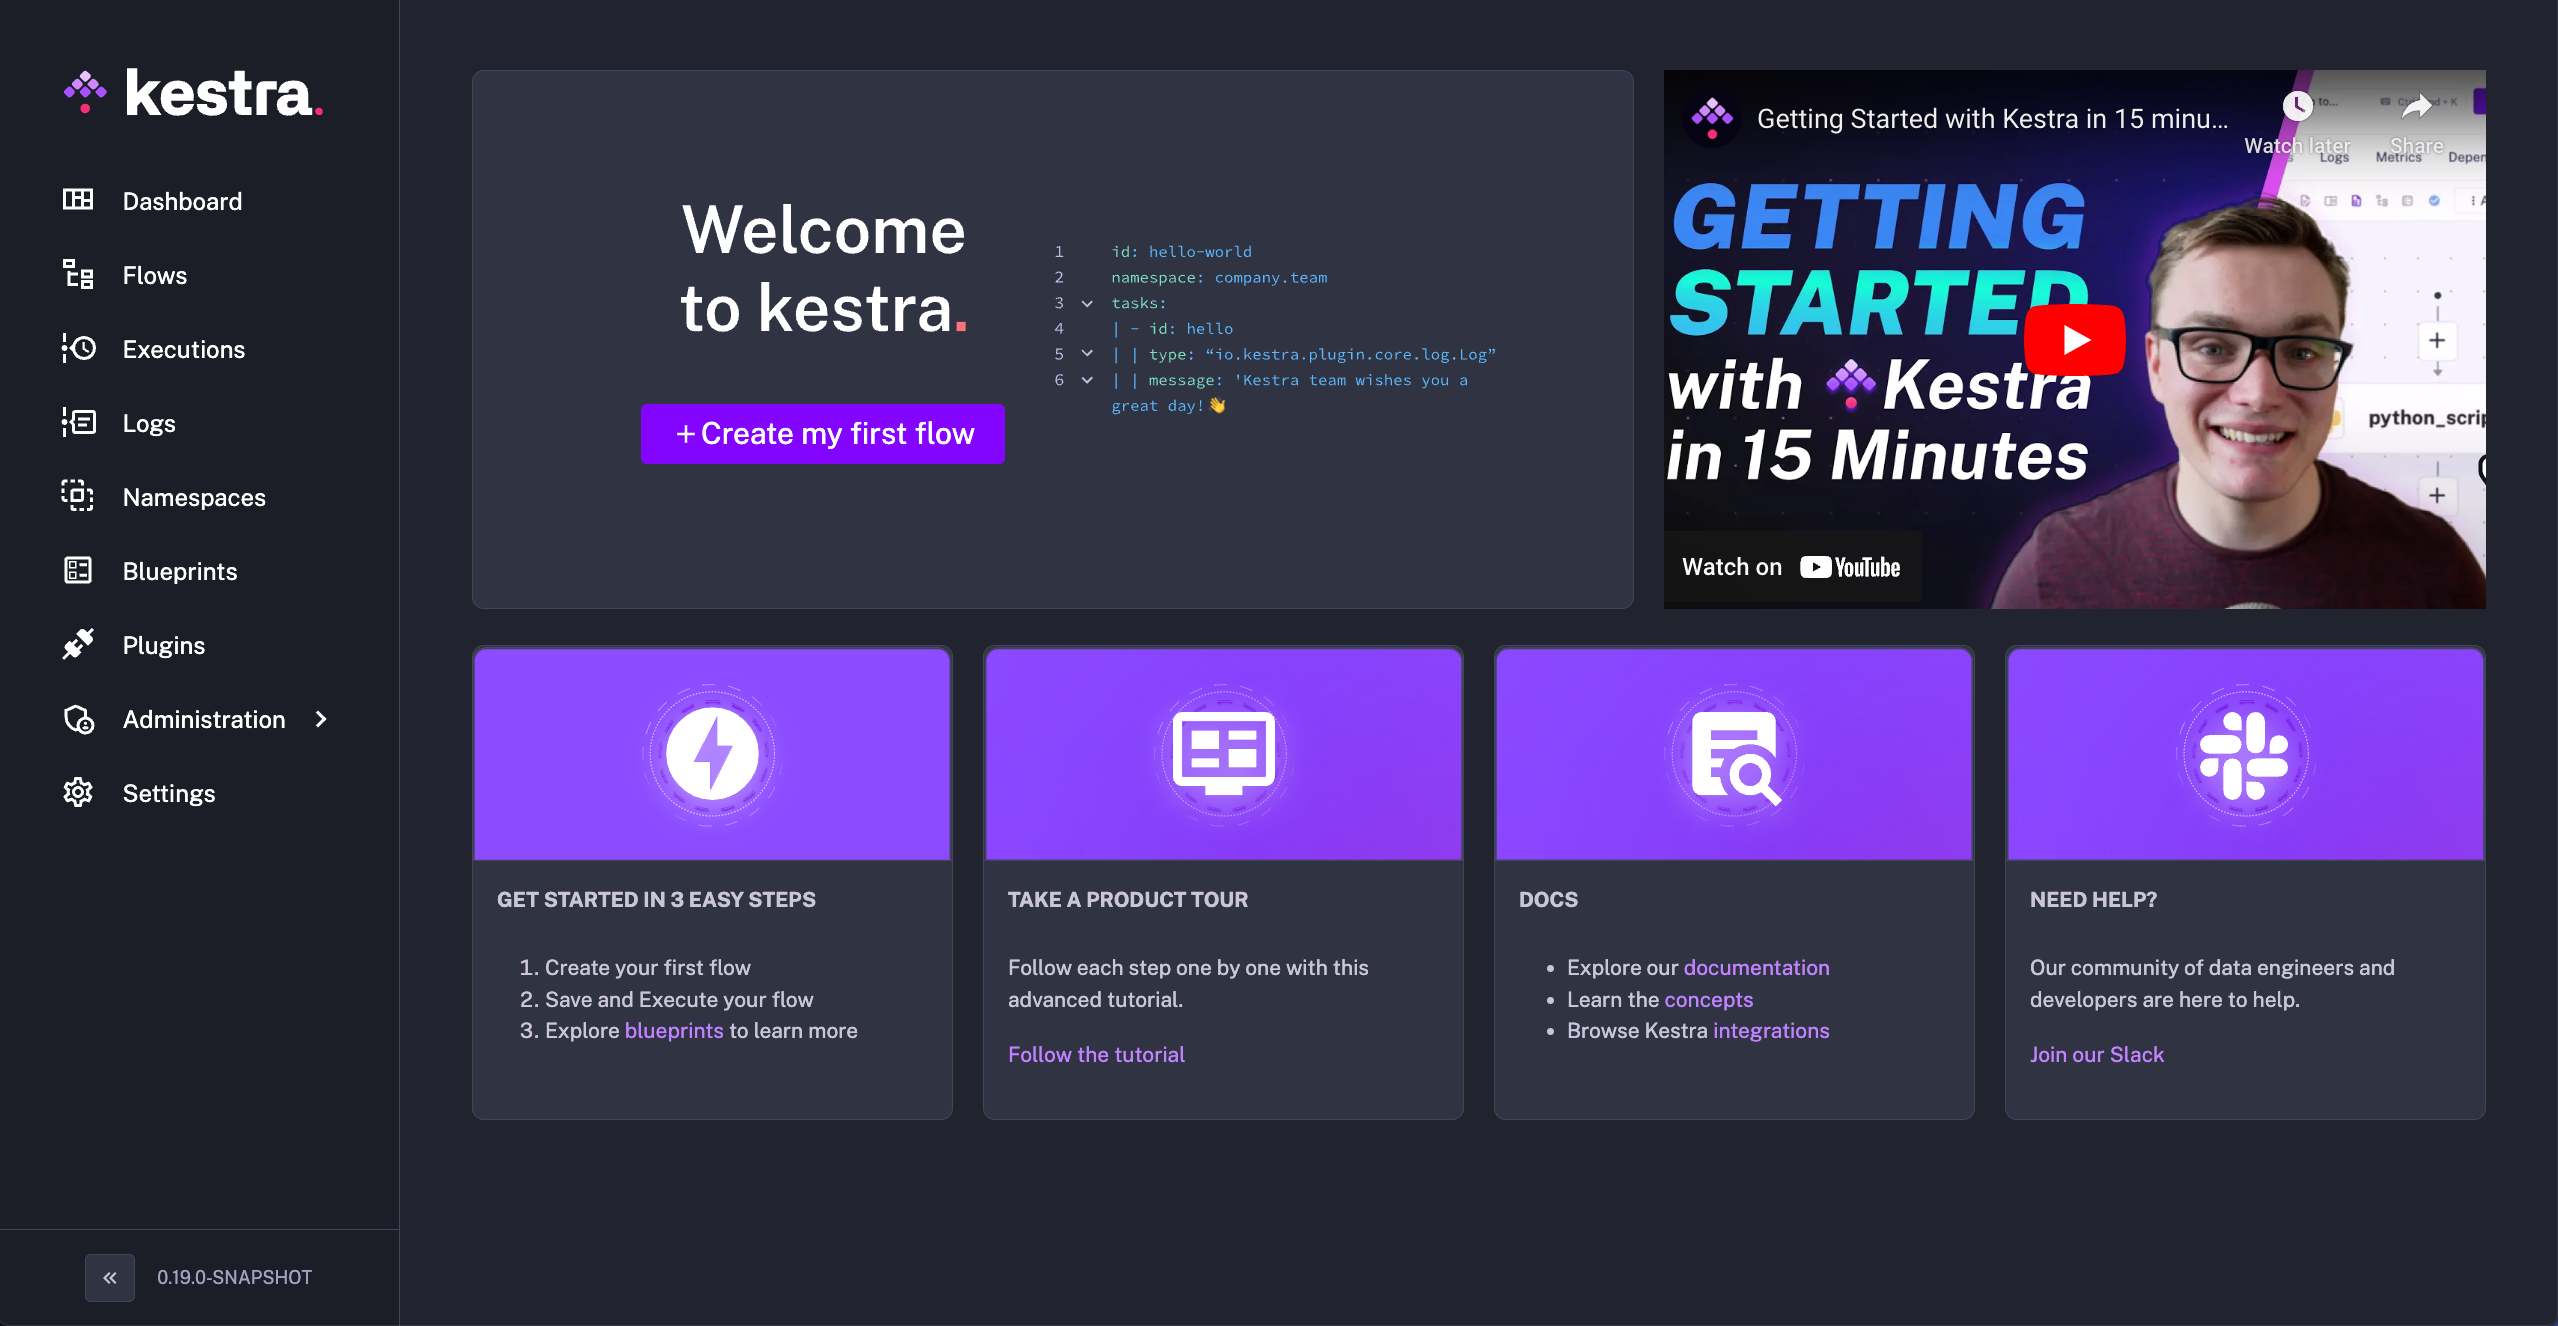 kestra.
Dashboard
Flows
Executions
Logs
Namespaces
Blueprints
Plugins
Administration
Settings
0.19.0-SNAPSHOT
Welcome
to kestra.
+ Create my first flow
1 id: hello-world
2 namespace: company.team
3 tasks:
4 | - id: hello
5 | | type: “io.kestra.plugin.core.log.Log”
6 | | message: 'Kestra team wishes you a
great day!👋
Getting Started with Kestra in 15 minu...
Watch later
Share
to...
Logs
Metrics
Depen
GETTING
STARTED
with Kestra
in 15 Minutes
python_scrip
Watch on YouTube
GET STARTED IN 3 EASY STEPS
1. Create your first flow
2. Save and Execute your flow
3. Explore blueprints to learn more
TAKE A PRODUCT TOUR
Follow each step one by one with this
advanced tutorial.
Follow the tutorial
DOCS
• Explore our documentation
• Learn the concepts
• Browse Kestra integrations
NEED HELP?
Our community of data engineers and
developers are here to help.
Join our Slack